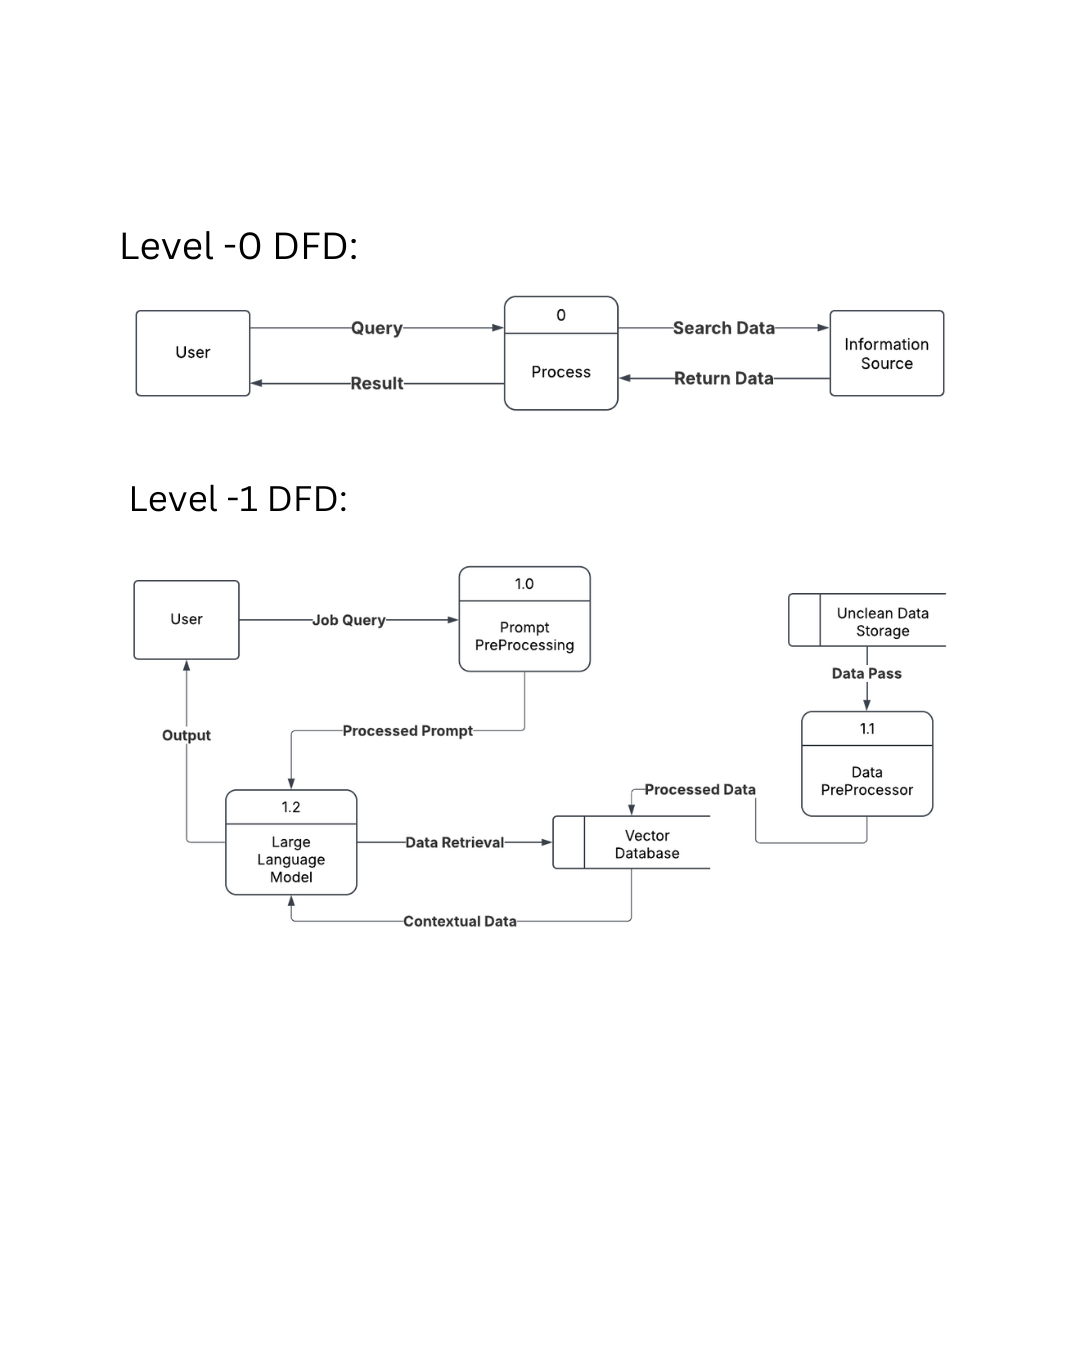 Level -0 DFD:
0
User
Query
Search Data
Information
Source
Process
Result
Return Data
Level -1 DFD:
User
Job Query
1.0
Prompt
PreProcessing
Unclean Data
Storage
Data Pass
Output
Processed Prompt
1.1
Data
PreProcessor
Processed Data
1.2
Large
Language
Model
Data Retrieval
Vector
Database
Contextual Data